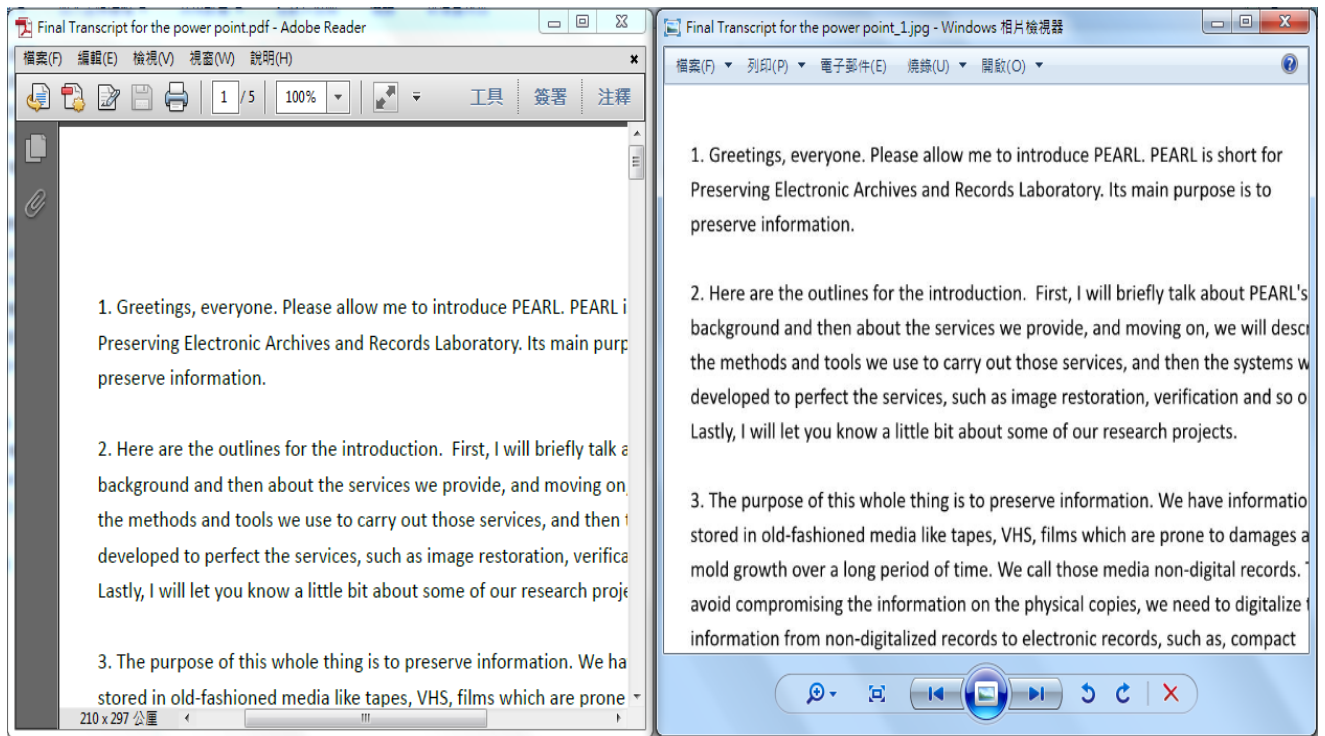 Final Transcript for the power point.pdf - Adobe Reader
檔案(F) 編輯(E) 檢視(V) 視窗(W) 說明(H)
1 / 5 100% 工具 簽署 注釋
1. Greetings, everyone. Please allow me to introduce PEARL. PEARL i
Preserving Electronic Archives and Records Laboratory. Its main purp
preserve information.
2. Here are the outlines for the introduction. First, I will briefly talk a
background and then about the services we provide, and moving on,
the methods and tools we use to carry out those services, and then t
developed to perfect the services, such as image restoration, verifica
Lastly, I will let you know a little bit about some of our research proje
3. The purpose of this whole thing is to preserve information. We ha
stored in old-fashioned media like tapes, VHS, films which are prone
210 x 297 公厘
Final Transcript for the power point_1.jpg - Windows 相片檢視器
檔案(F) 列印(P) 電子郵件(E) 燒錄(U) 開啟(O)
1. Greetings, everyone. Please allow me to introduce PEARL. PEARL is short for
Preserving Electronic Archives and Records Laboratory. Its main purpose is to
preserve information.
2. Here are the outlines for the introduction. First, I will briefly talk about PEARL's
background and then about the services we provide, and moving on, we will descr
the methods and tools we use to carry out those services, and then the systems w
developed to perfect the services, such as image restoration, verification and so o
Lastly, I will let you know a little bit about some of our research projects.
3. The purpose of this whole thing is to preserve information. We have informatio
stored in old-fashioned media like tapes, VHS, films which are prone to damages a
mold growth over a long period of time. We call those media non-digital records. T
avoid compromising the information on the physical copies, we need to digitalize t
information from non-digitalized records to electronic records, such as, compact